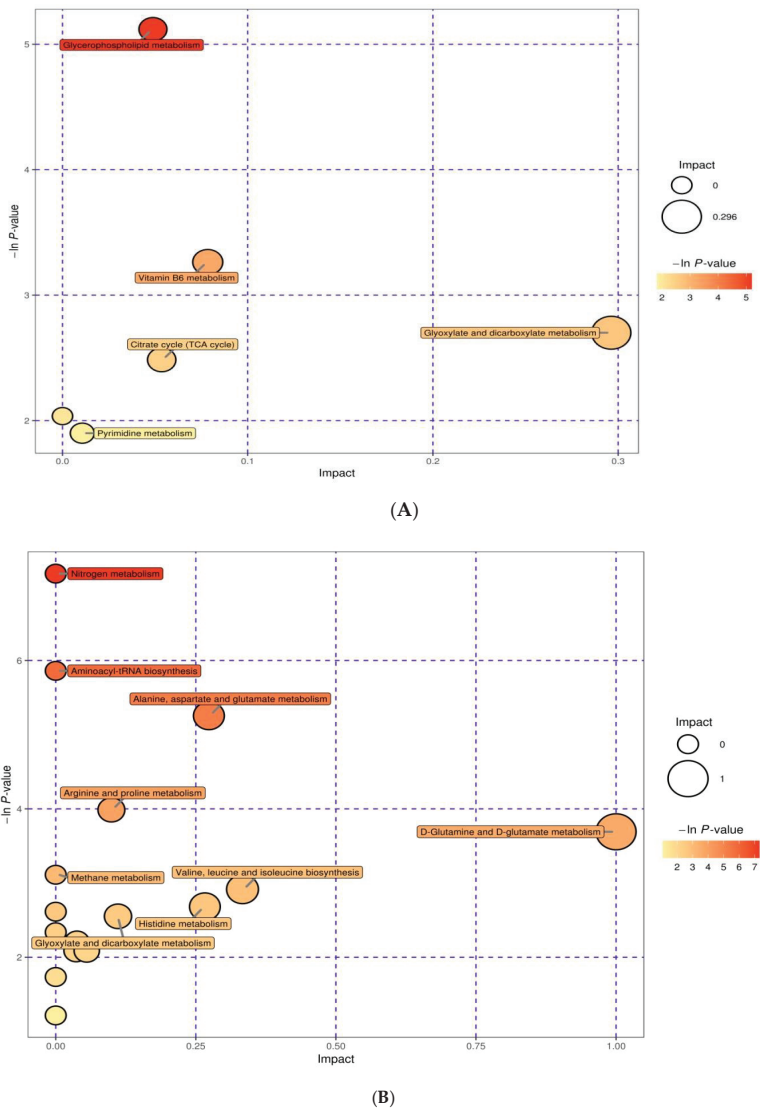 5
Glycerophospholipid metabolism
4
−ln P-value
Vitamin B6 metabolism
3
Glyoxylate and dicarboxylate metabolism
Citrate cycle (TCA cycle)
2
Pyrimidine metabolism
0.0
0.1
0.2
0.3
Impact
Impact
0
0.296
−ln P-value
2 3 4 5
(A)
Nitrogen metabolism
6
Aminoacyl-tRNA biosynthesis
Alanine, aspartate and glutamate metabolism
−ln P-value
Arginine and proline metabolism
4
D-Glutamine and D-glutamate metabolism
Valine, leucine and isoleucine biosynthesis
Methane metabolism
Histidine metabolism
Glyoxylate and dicarboxylate metabolism
2
0.00
0.25
0.50
0.75
1.00
Impact
Impact
0
1
−ln P-value
2 3 4 5 6 7
(B)